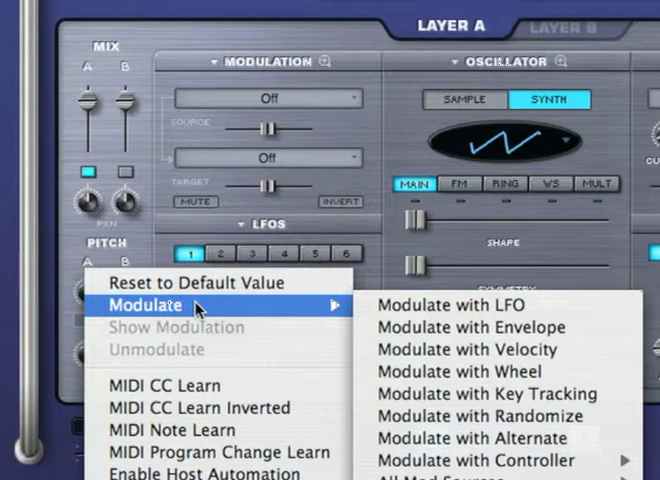 LAYER A
LAYER B
MIX
A B
MODULATION
OSCILLATOR
Off
SAMPLE
SYNTH
SOURCE
Off
TARGET
MAIN
FM
RING
WS
MULT
MUTE
INVERT
PAN
LFOS
SHAPE
PITCH
A B
1 2 3 4 5 6
Reset to Default Value
SYMMETRY
Modulate
Show Modulation
Unmodulate
MIDI CC Learn
MIDI CC Learn Inverted
MIDI Note Learn
MIDI Program Change Learn
Enable Host Automation
Modulate with LFO
Modulate with Envelope
Modulate with Velocity
Modulate with Wheel
Modulate with Key Tracking
Modulate with Randomize
Modulate with Alternate
Modulate with Controller
All Mod Sources